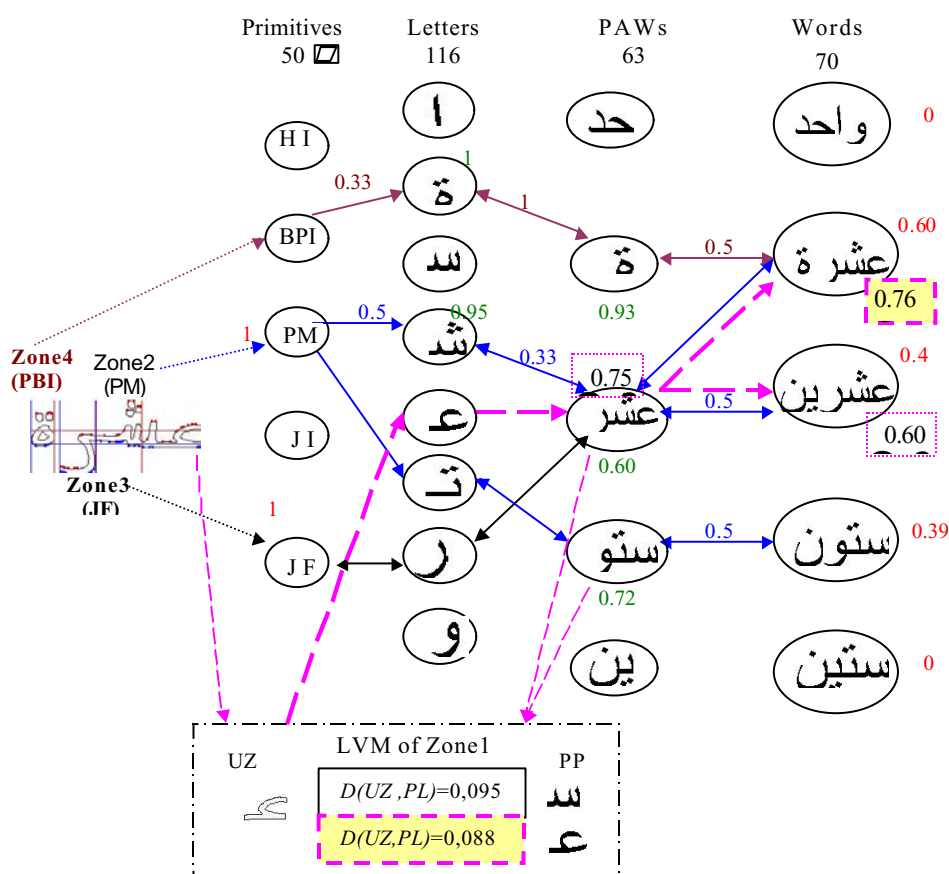 Primitives Letters PAWs Words
50 116 63 70
ا
حد
واحد
0
H I
1
0.33
ة
1
0.60
BPI
س
ة
0.5
عشرة
0.76
0.95
0.93
1
PM
0.5
شـ
0.33
0.75
0.4
Zone4
(PBI)
Zone2
(PM)
عـ
عشر
0.5
عشرين
0.60
J I
0.60
تـ
Zone3
(JF)
1
J F
ر
ستو
0.5
ستون
0.39
0.72
و
ين
ستين
0
LVM of Zone1
UZ
PP
D(UZ ,PL)=0,095
سـ
D(UZ,PL)=0,088
عـ